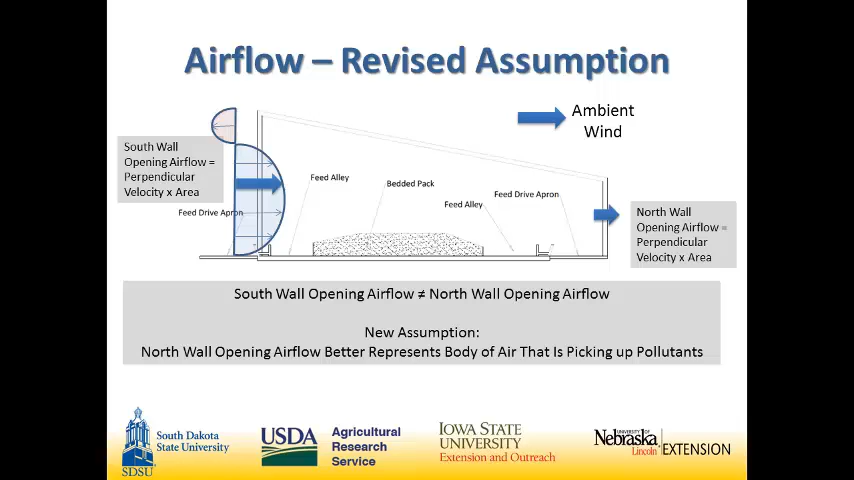 Airflow – Revised Assumption
Ambient
Wind
South Wall
Opening Airflow =
Perpendicular
Velocity x Area
Feed Drive Apron
Feed Alley
Bedded Pack
Feed Alley
Feed Drive Apron
North Wall
Opening Airflow =
Perpendicular
Velocity x Area
South Wall Opening Airflow ≠ North Wall Opening Airflow
New Assumption:
North Wall Opening Airflow Better Represents Body of Air That Is Picking up Pollutants
SDSU
South Dakota
State University
USDA
Agricultural
Research
Service
IOWA STATE
UNIVERSITY
Extension and Outreach
UNIVERSITY OF
Nebraska
Lincoln
EXTENSION